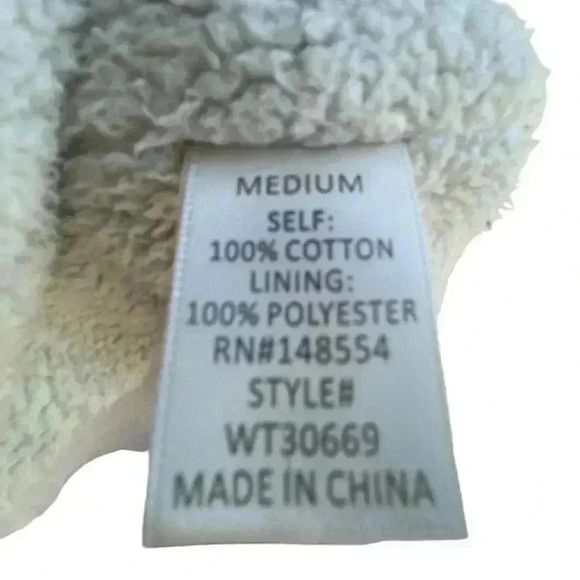 MEDIUM
SELF:
100% COTTON
LINING:
100% POLYESTER
RN#148554
STYLE#
WT30669
MADE IN CHINA